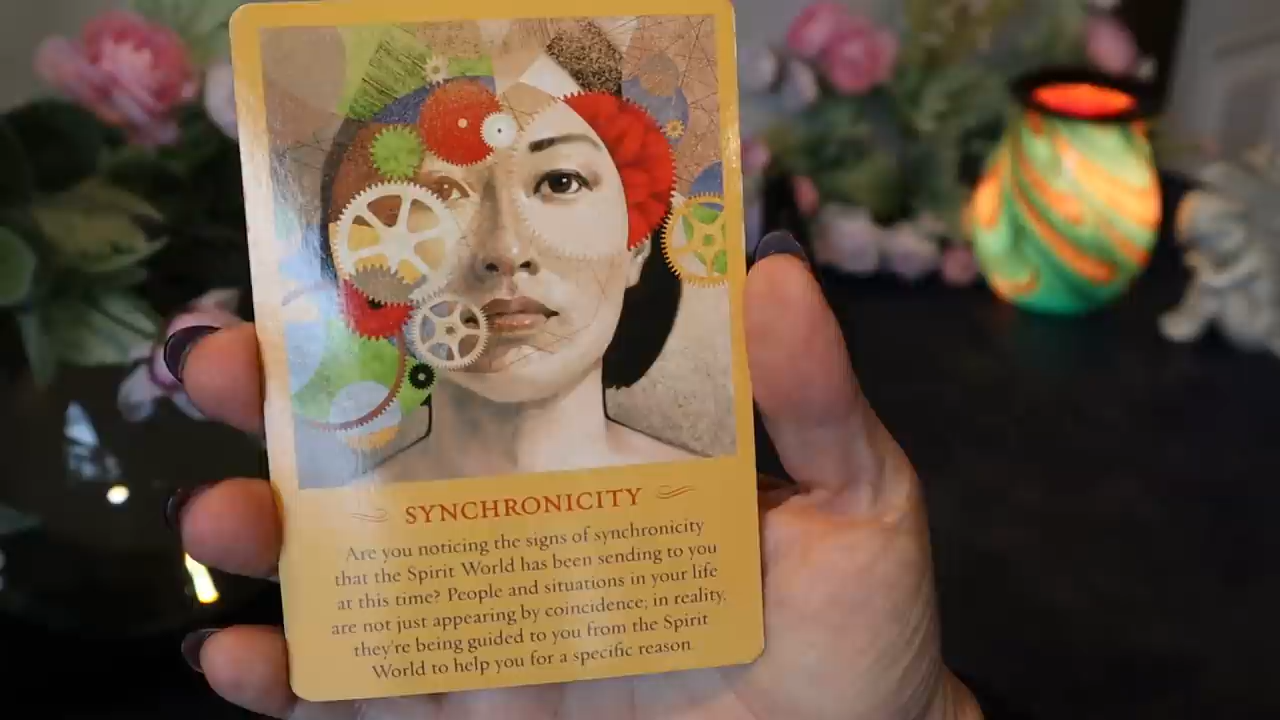 SYNCHRONICITY
Are you noticing the signs of synchronicity
that the Spirit World has been sending to you
at this time? People and situations in your life
are not just appearing by coincidence; in reality,
they're being guided to you from the Spirit
World to help you for a specific reason.